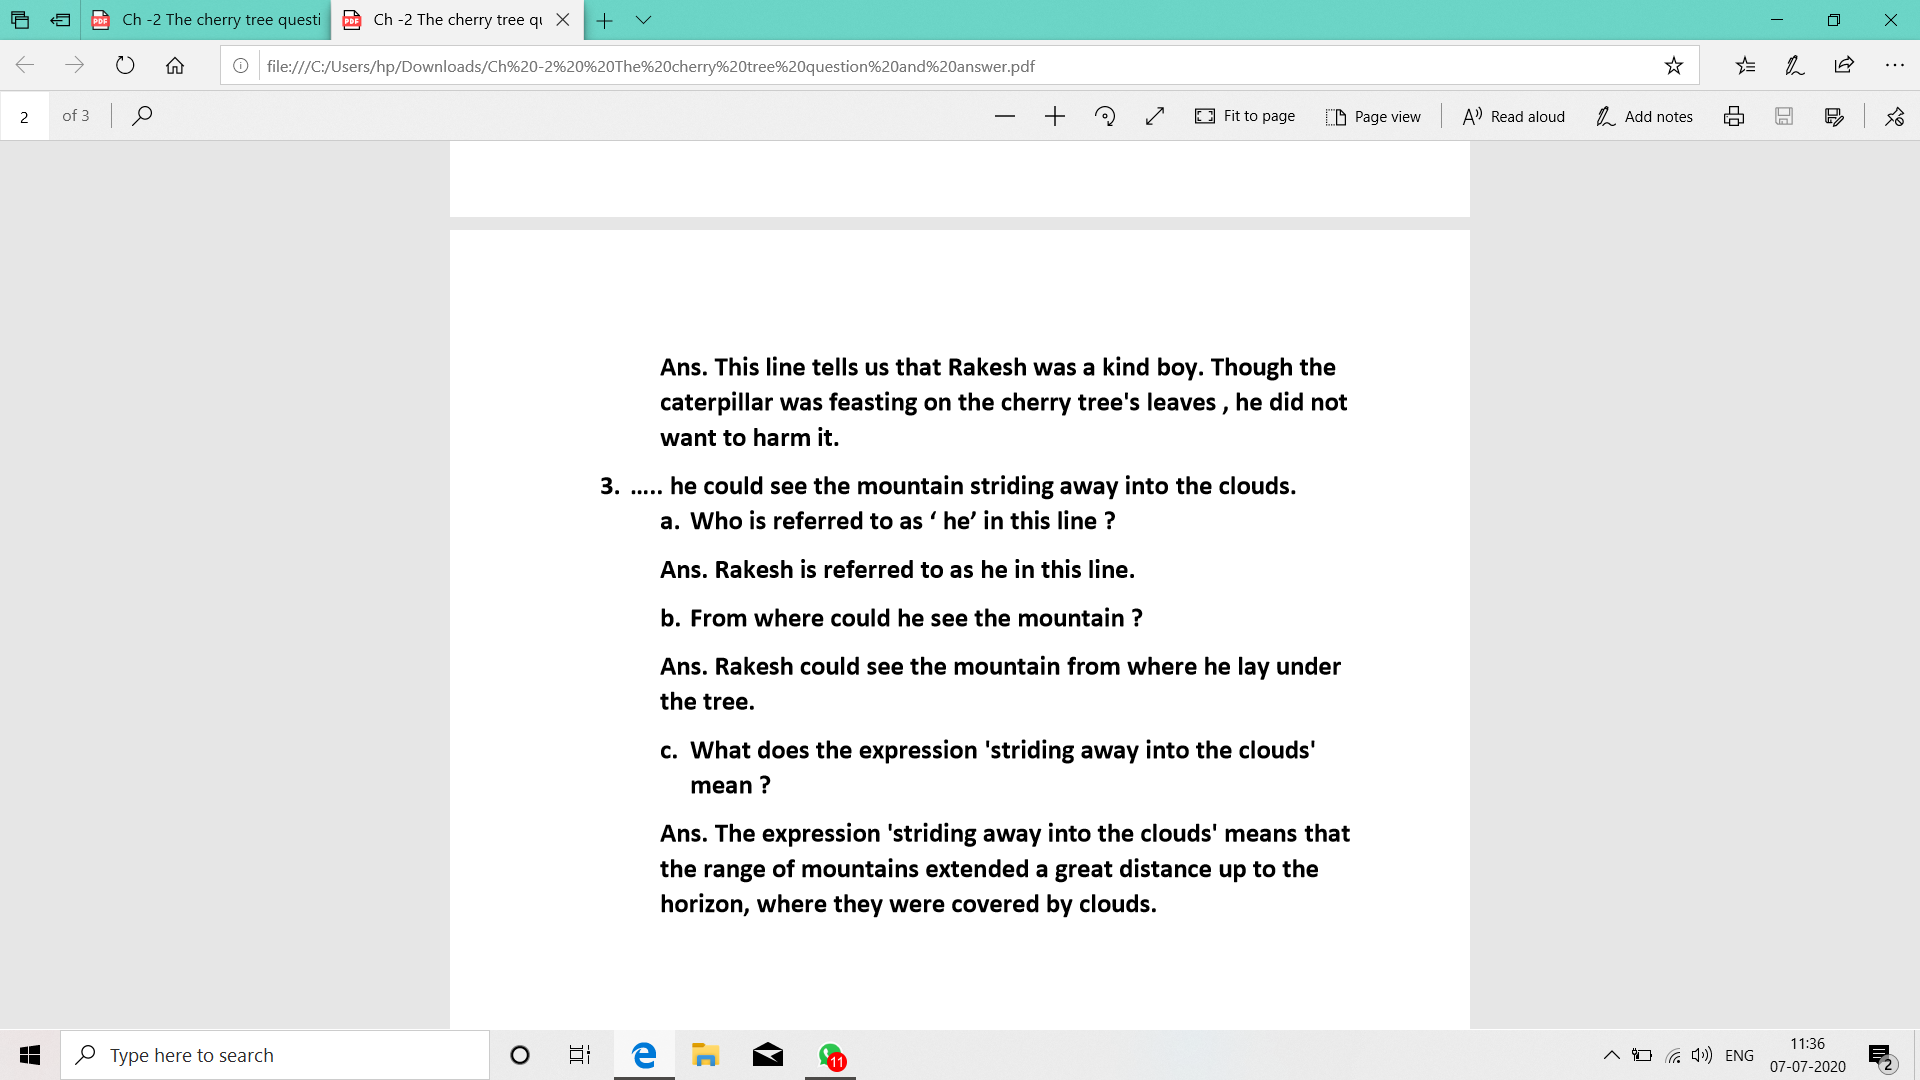 Ch -2 The cherry tree questi
Ch -2 The cherry tree qu
file:///C:/Users/hp/Downloads/Ch%20-2%20%20The%20cherry%20tree%20question%20and%20answer.pdf
2 of 3
Fit to page
Page view
Read aloud
Add notes
Ans. This line tells us that Rakesh was a kind boy. Though the
caterpillar was feasting on the cherry tree's leaves , he did not
want to harm it.
3. ..... he could see the mountain striding away into the clouds.
a. Who is referred to as ‘ he’ in this line ?
Ans. Rakesh is referred to as he in this line.
b. From where could he see the mountain ?
Ans. Rakesh could see the mountain from where he lay under
the tree.
c. What does the expression 'striding away into the clouds'
mean ?
Ans. The expression 'striding away into the clouds' means that
the range of mountains extended a great distance up to the
horizon, where they were covered by clouds.
Type here to search
11
ENG
11:36
07-07-2020
2